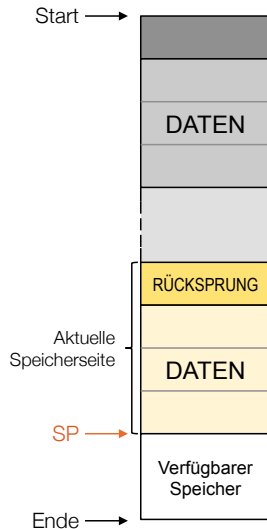 Start
DATEN
RÜCKSPRUNG
Aktuelle
Speicherseite
DATEN
SP
Verfügbarer
Speicher
Ende